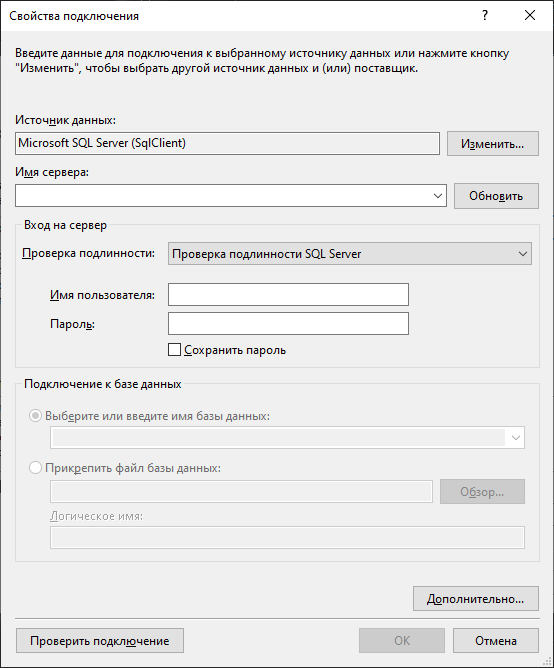 Свойства подключения
?
Введите данные для подключения к выбранному источнику данных или нажмите кнопку
"Изменить", чтобы выбрать другой источник данных и (или) поставщик.
Источник данных:
Microsoft SQL Server (SqlClient)
Изменить...
Имя сервера:
Обновить
Вход на сервер
Проверка подлинности:
Проверка подлинности SQL Server
Имя пользователя:
Пароль:
Сохранить пароль
Подключение к базе данных
Выберите или введите имя базы данных:
Прикрепить файл базы данных:
Обзор...
Логическое имя:
Дополнительно...
Проверить подключение
ОК
Отмена